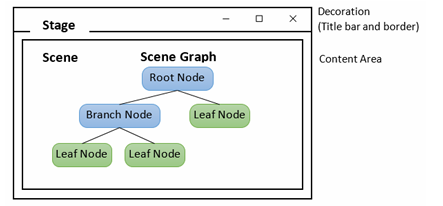 Decoration
(Title bar and border)
Stage
Content Area
Scene
Scene Graph
Root Node
Branch Node
Leaf Node
Leaf Node
Leaf Node